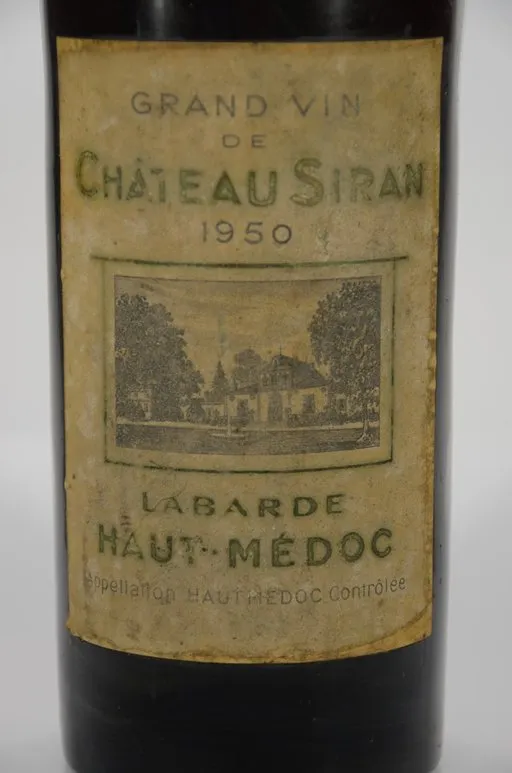 GRAND VIN
DE
CHÂTEAU SIRAN
1950
LABARDE
HAUT-MÉDOC
Appellation HAUT MÉDOC Contrôlée